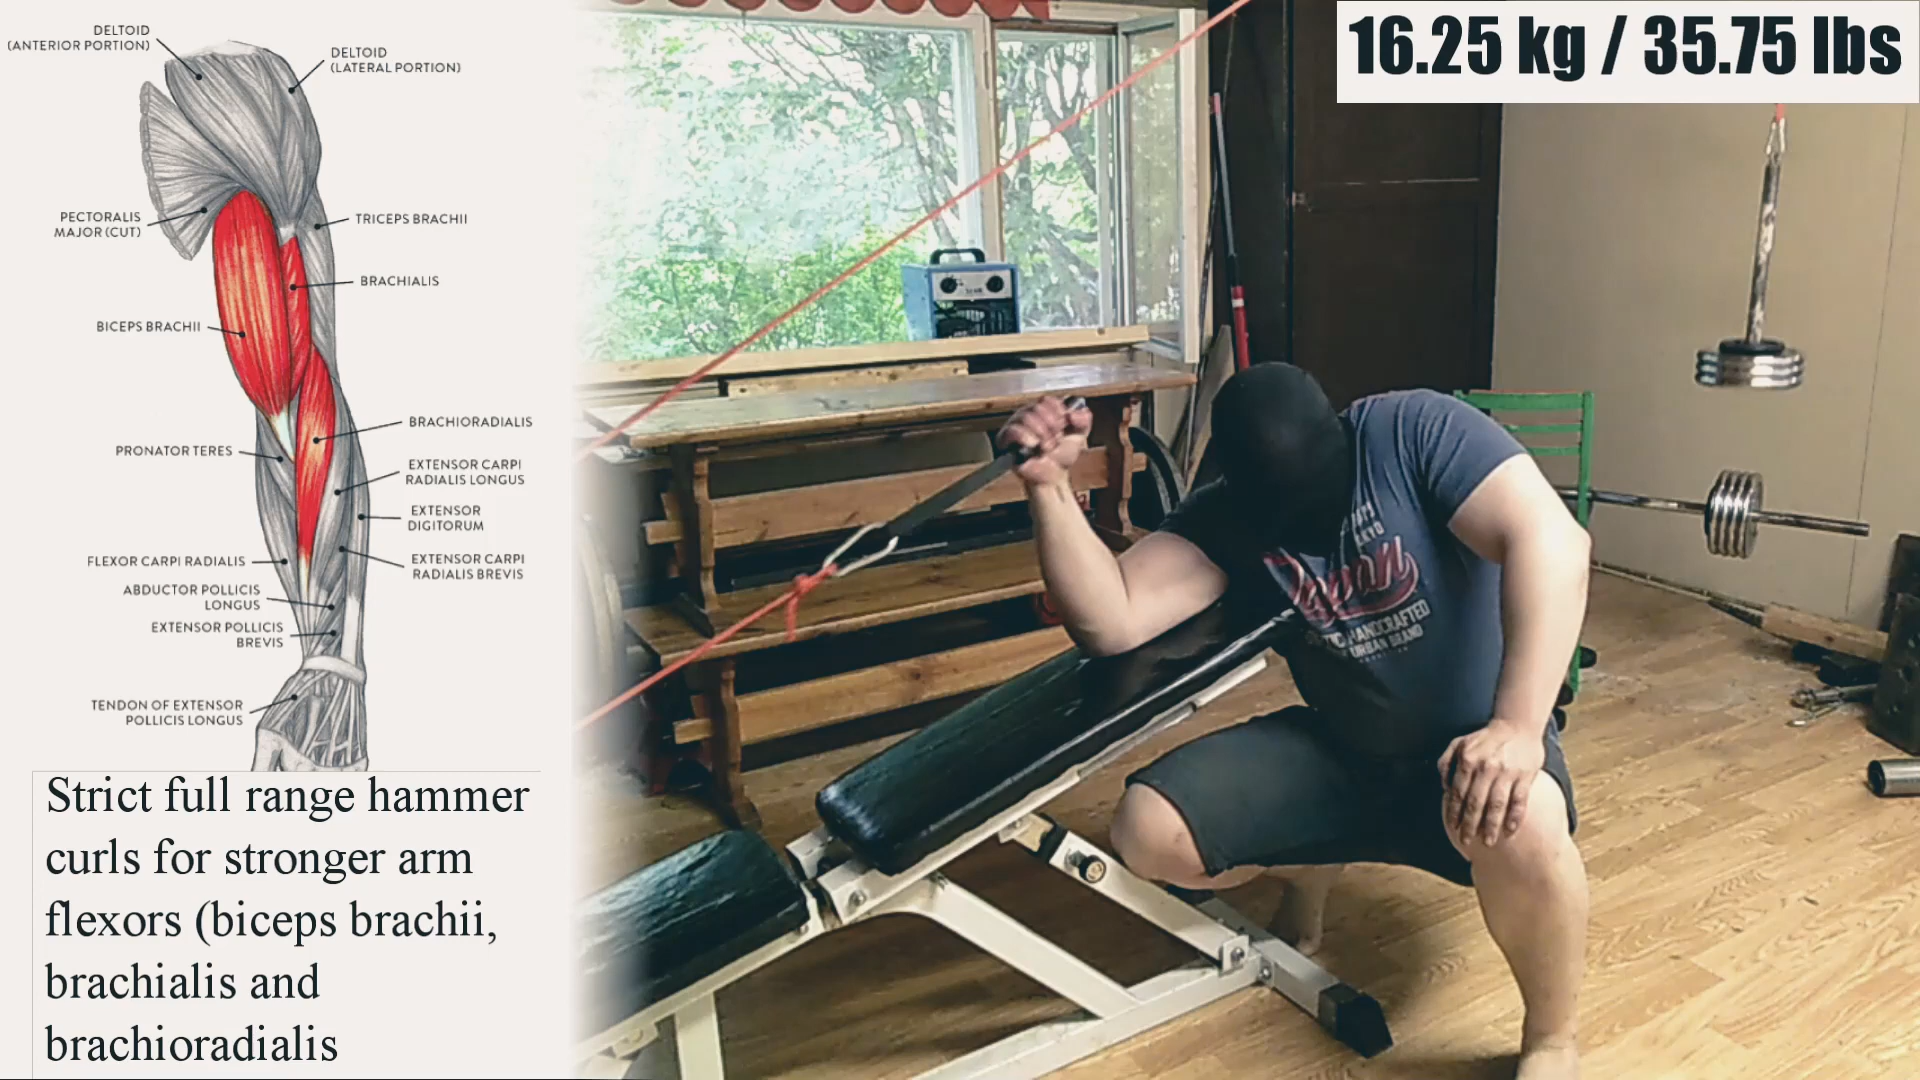 DELTOID
(ANTERIOR PORTION)
DELTOID
(LATERAL PORTION)
PECTORALIS
MAJOR (CUT)
TRICEPS BRACHII
BRACHIALIS
BICEPS BRACHII
BRACHIORADIALIS
PRONATOR TERES
EXTENSOR CARPI
RADIALIS LONGUS
EXTENSOR
DIGITORUM
FLEXOR CARPI RADIALIS
EXTENSOR CARPI
RADIALIS BREVIS
ABDUCTOR POLLICIS
LONGUS
EXTENSOR POLLICIS
BREVIS
TENDON OF EXTENSOR
POLLICIS LONGUS
Strict full range hammer
curls for stronger arm
flexors (biceps brachii,
brachialis and
brachioradialis
16.25 kg / 35.75 lbs
Japan
HANDCRAFTED
URBAN BRAND